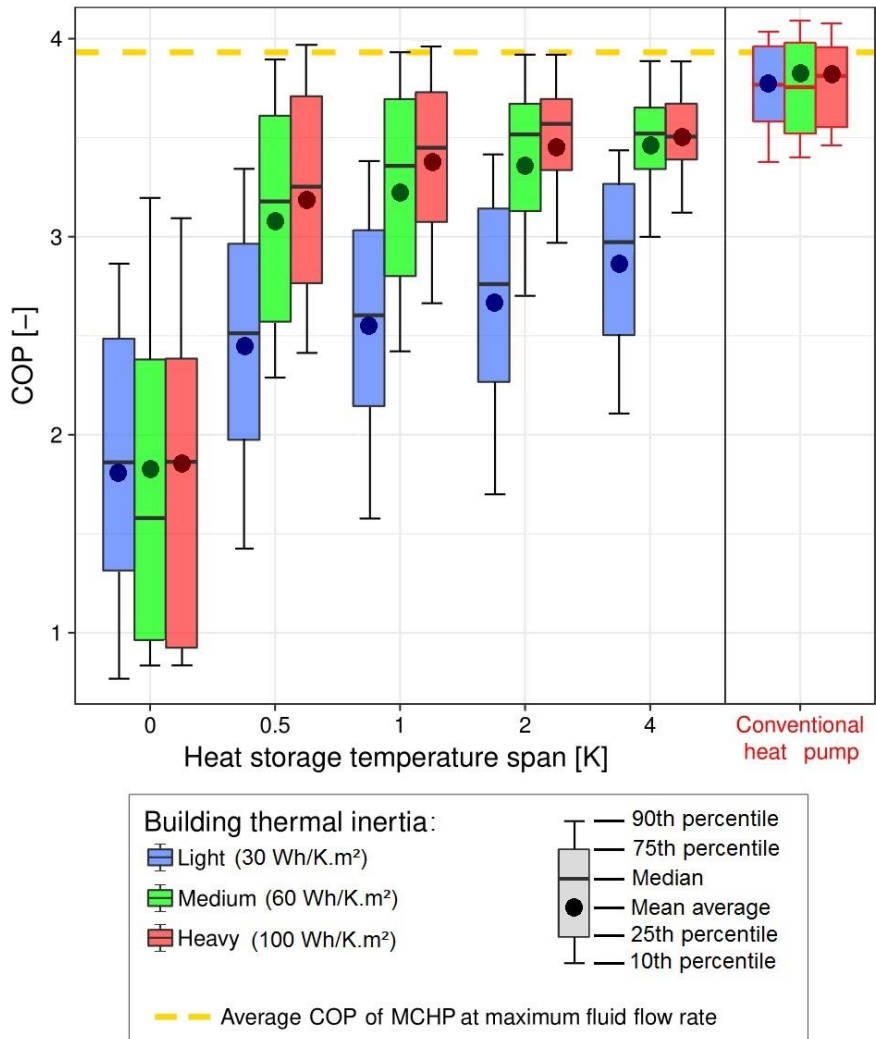 4
3
2
1
COP [-]
0
0.5
1
2
4
Conventional
heat pump
Heat storage temperature span [K]
Building thermal inertia:
Light (30 Wh/K.m²)
Medium (60 Wh/K.m²)
Heavy (100 Wh/K.m²)
90th percentile
75th percentile
Median
Mean average
25th percentile
10th percentile
Average COP of MCHP at maximum fluid flow rate